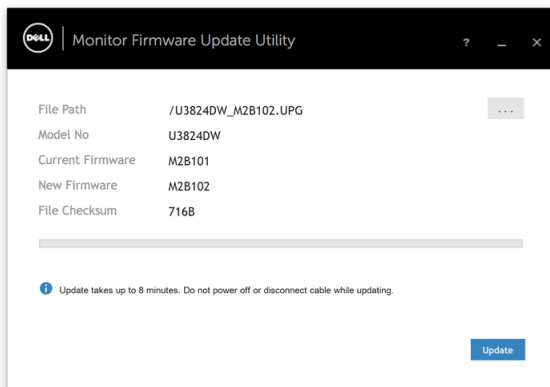 DELL
Monitor Firmware Update Utility
?
File Path /U3824DW_M2B102.UPG
...
Model No U3824DW
Current Firmware M2B101
New Firmware M2B102
File Checksum 716B
i Update takes up to 8 minutes. Do not power off or disconnect cable while updating.
Update